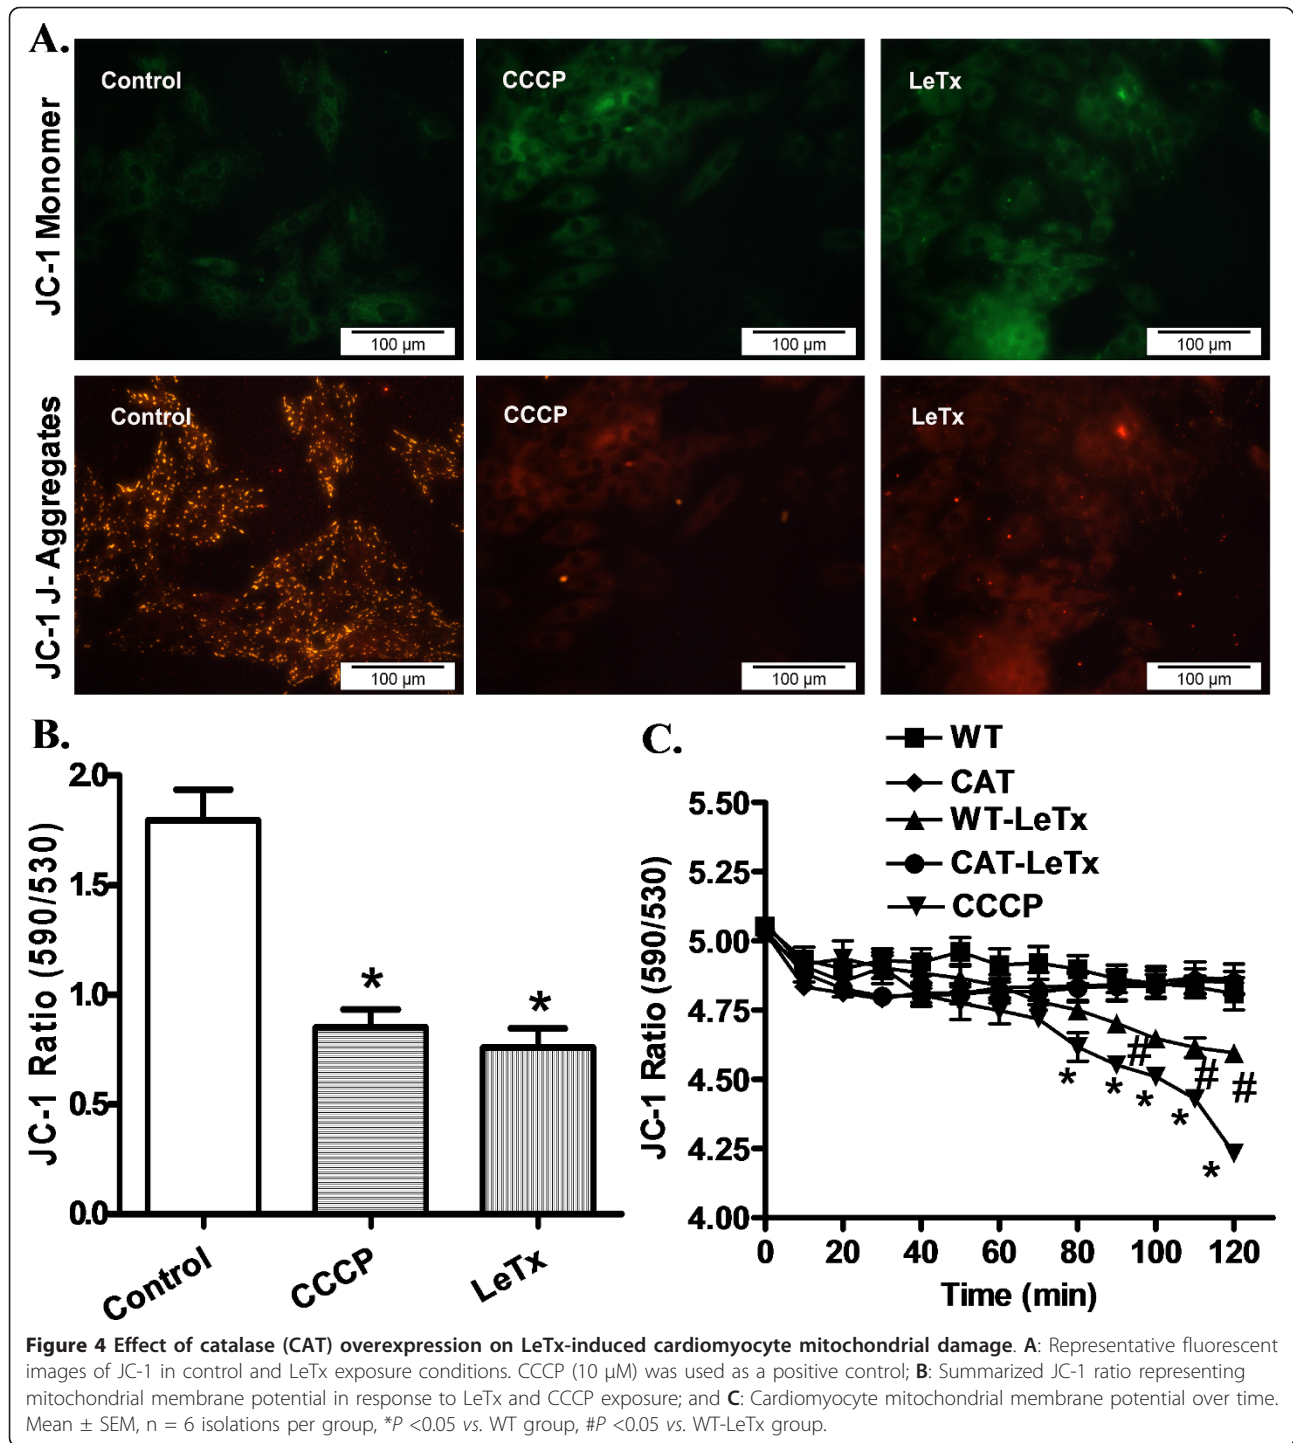 A.
JC-1 Monomer
Control
CCCP
LeTx
100 µm
100 µm
100 µm
JC-1 J- Aggregates
Control
CCCP
LeTx
100 µm
100 µm
100 µm
B.
JC-1 Ratio (590/530)
2.0
1.5
1.0
0.5
0.0
*
*
Control
CCCP
LeTx
C.
WT
CAT
WT-LeTx
CAT-LeTx
CCCP
JC-1 Ratio (590/530)
5.50
5.25
5.00
4.75
4.50
4.25
4.00
#
#
#
*
*
*
*
*
0 20 40 60 80 100 120
Time (min)
Figure 4 Effect of catalase (CAT) overexpression on LeTx-induced cardiomyocyte mitochondrial damage. A: Representative fluorescent
images of JC-1 in control and LeTx exposure conditions. CCCP (10 µM) was used as a positive control; B: Summarized JC-1 ratio representing
mitochondrial membrane potential in response to LeTx and CCCP exposure; and C: Cardiomyocyte mitochondrial membrane potential over time.
Mean ± SEM, n = 6 isolations per group, *P <0.05 vs. WT group, #P <0.05 vs. WT-LeTx group.